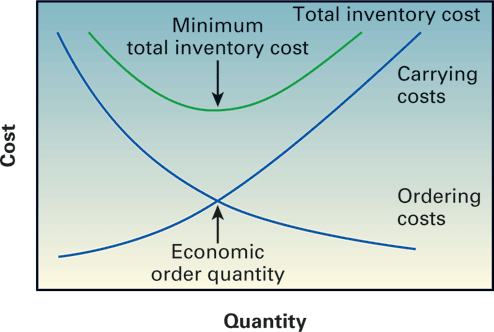 Total inventory cost
Minimum
total inventory cost
Carrying
costs
Cost
Ordering
costs
Economic
order quantity
Quantity